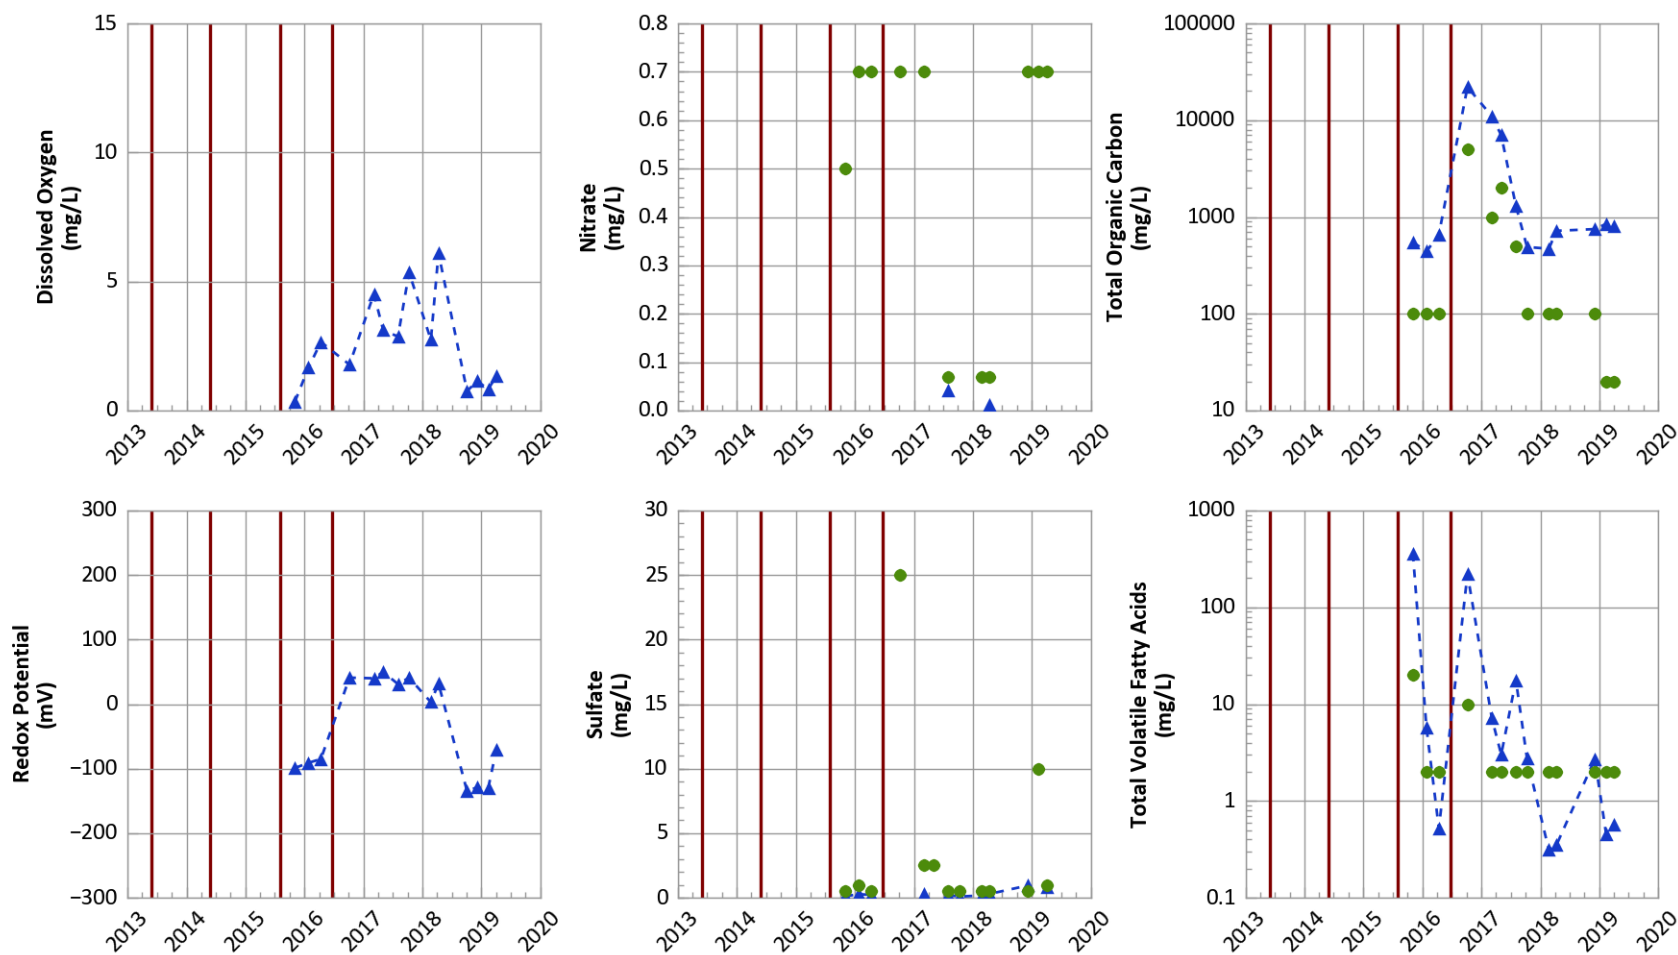 Dissolved Oxygen
(mg/L)
15
10
5
0
2013 2014 2015 2016 2017 2018 2019 2020
Nitrate
(mg/L)
0.8
0.7
0.6
0.5
0.4
0.3
0.2
0.1
0.0
2013 2014 2015 2016 2017 2018 2019 2020
Total Organic Carbon
(mg/L)
100000
10000
1000
100
10
2013 2014 2015 2016 2017 2018 2019 2020
Redox Potential
(mV)
300
200
100
0
−100
−200
−300
2013 2014 2015 2016 2017 2018 2019 2020
Sulfate
(mg/L)
30
25
20
15
10
5
0
2013 2014 2015 2016 2017 2018 2019 2020
Total Volatile Fatty Acids
(mg/L)
1000
100
10
1
0.1
2013 2014 2015 2016 2017 2018 2019 2020